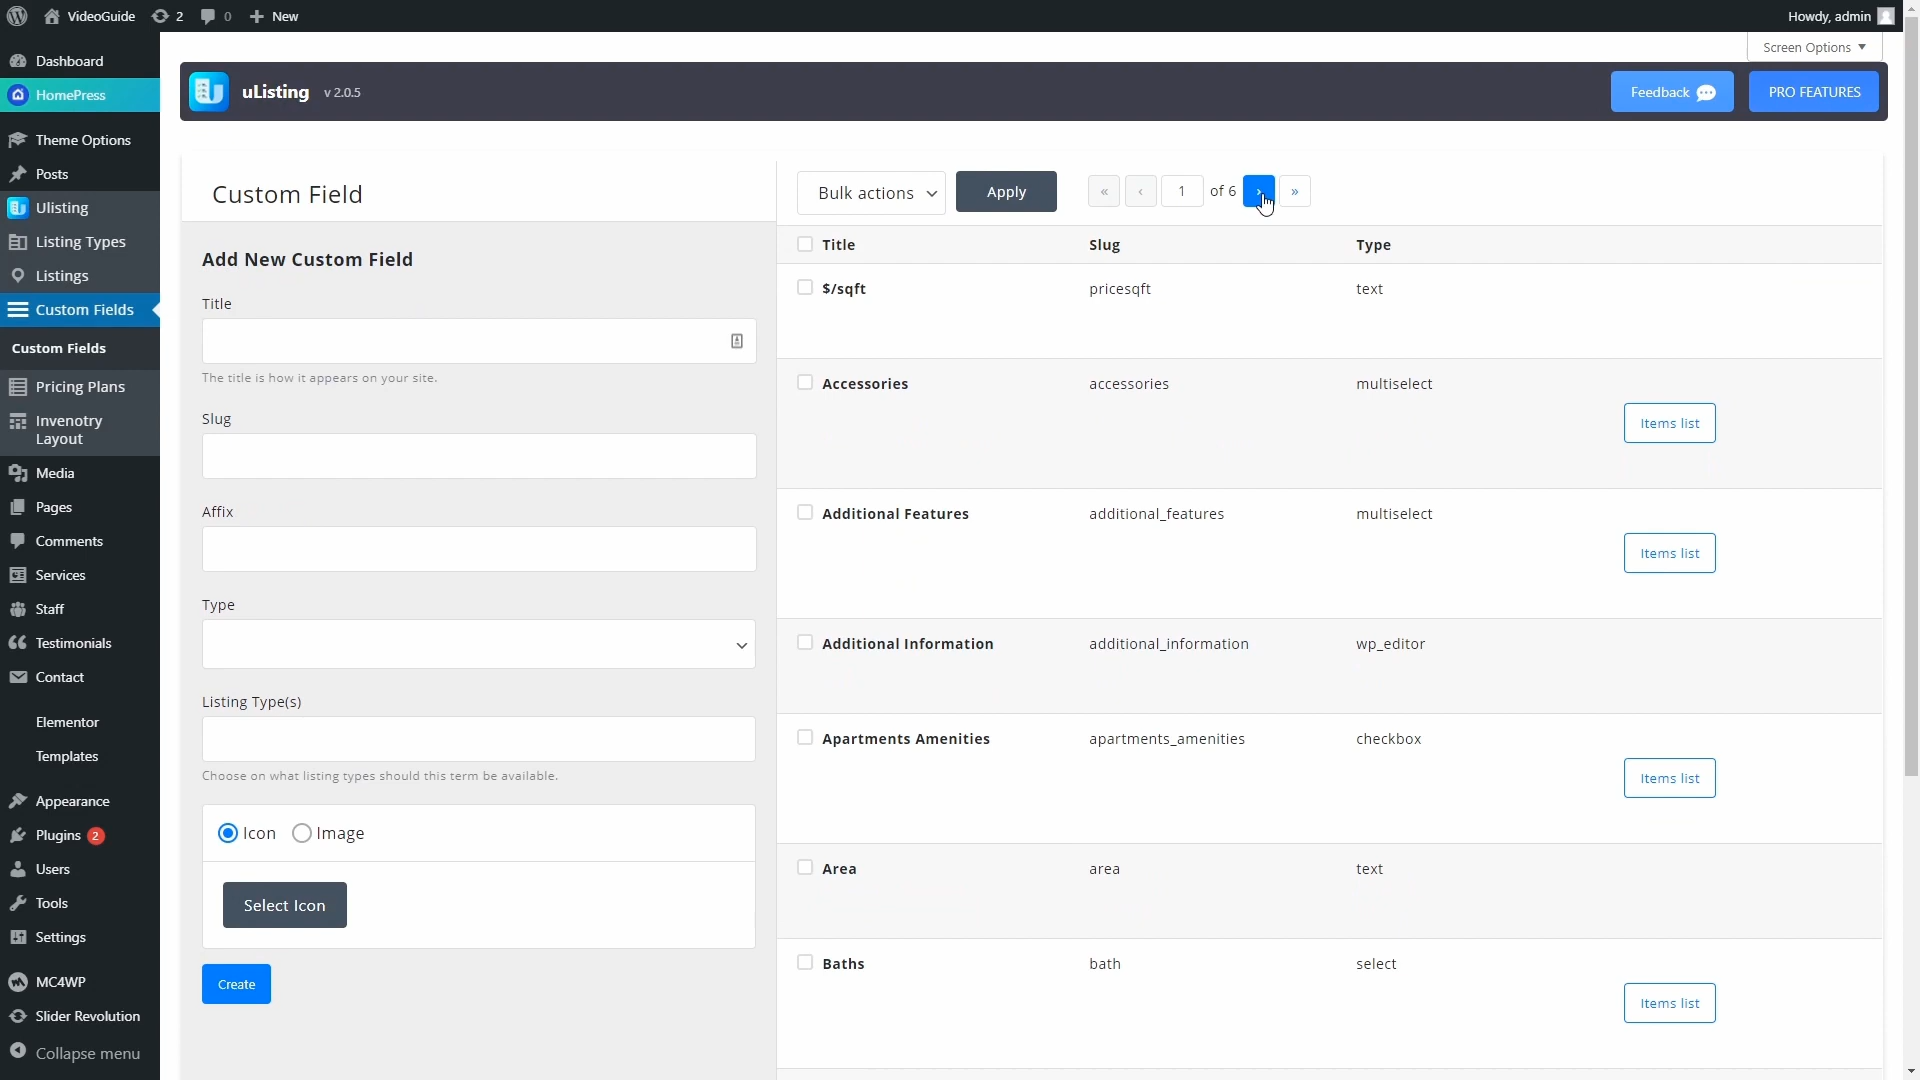 VideoGuide 2 0 New Howdy, admin
Screen Options
Dashboard
HomePress
Theme Options
Posts
Ulisting
Listing Types
Listings
Custom Fields
Custom Fields
Pricing Plans
Invenotry
Layout
Media
Pages
Comments
Services
Staff
Testimonials
Contact
Elementor
Templates
Appearance
Plugins 2
Users
Tools
Settings
MC4WP
Slider Revolution
Collapse menu
uListing v 2.0.5 Feedback PRO FEATURES
Custom Field
Add New Custom Field
Title
The title is how it appears on your site.
Slug
Affix
Type
Listing Type(s)
Choose on what listing types should this term be available.
Icon Image
Select Icon
Create
Bulk actions Apply « ‹ 1 of 6 › »
Title Slug Type
$/sqft pricesqft text
Accessories accessories multiselect
Items list
Additional Features additional_features multiselect
Items list
Additional Information additional_information wp_editor
Apartments Amenities apartments_amenities checkbox
Items list
Area area text
Baths bath select
Items list